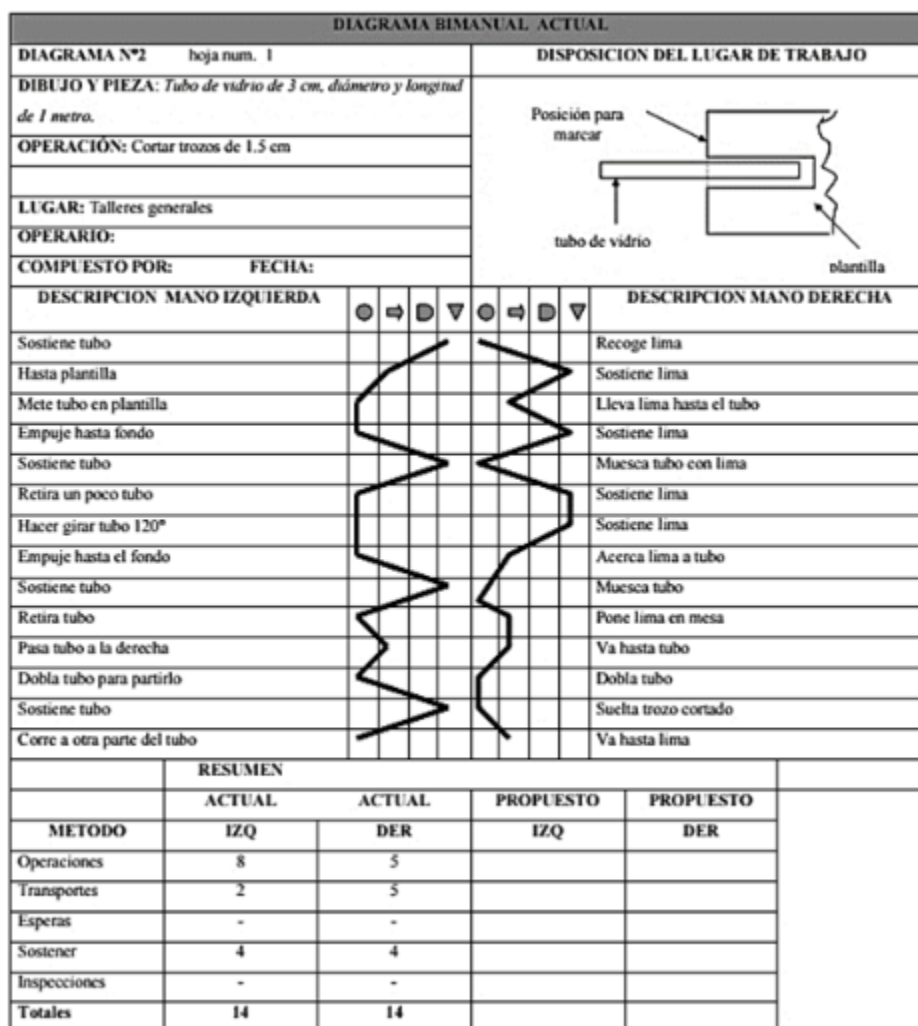 DIAGRAMA BIMANUAL ACTUAL
DIAGRAMA Nº2 hoja num. 1
DISPOSICION DEL LUGAR DE TRABAJO
DIBUJO Y PIEZA: Tubo de vidrio de 3 cm, diámetro y longitud
de 1 metro.
OPERACIÓN: Cortar trozos de 1.5 cm
LUGAR: Talleres generales
OPERARIO:
COMPUESTO POR: FECHA:
Posición para
marcar
tubo de vidrio
plantilla
DESCRIPCION MANO IZQUIERDA DESCRIPCION MANO DERECHA
Sostiene tubo Recoge lima
Hasta plantilla Sostiene lima
Mete tubo en plantilla Lleva lima hasta el tubo
Empuje hasta fondo Sostiene lima
Sostiene tubo Muesca tubo con lima
Retira un poco tubo Sostiene lima
Hacer girar tubo 120º Sostiene lima
Empuje hasta el fondo Acerca lima a tubo
Sostiene tubo Muesca tubo
Retira tubo Pone lima en mesa
Pasa tubo a la derecha Va hasta tubo
Dobla tubo para partirlo Dobla tubo
Sostiene tubo Suelta trozo cortado
Corre a otra parte del tubo Va hasta lima
RESUMEN
ACTUAL ACTUAL PROPUESTO PROPUESTO
METODO IZQ DER IZQ DER
Operaciones 8 5
Transportes 2 5
Esperas - -
Sostener 4 4
Inspecciones - -
Totales 14 14